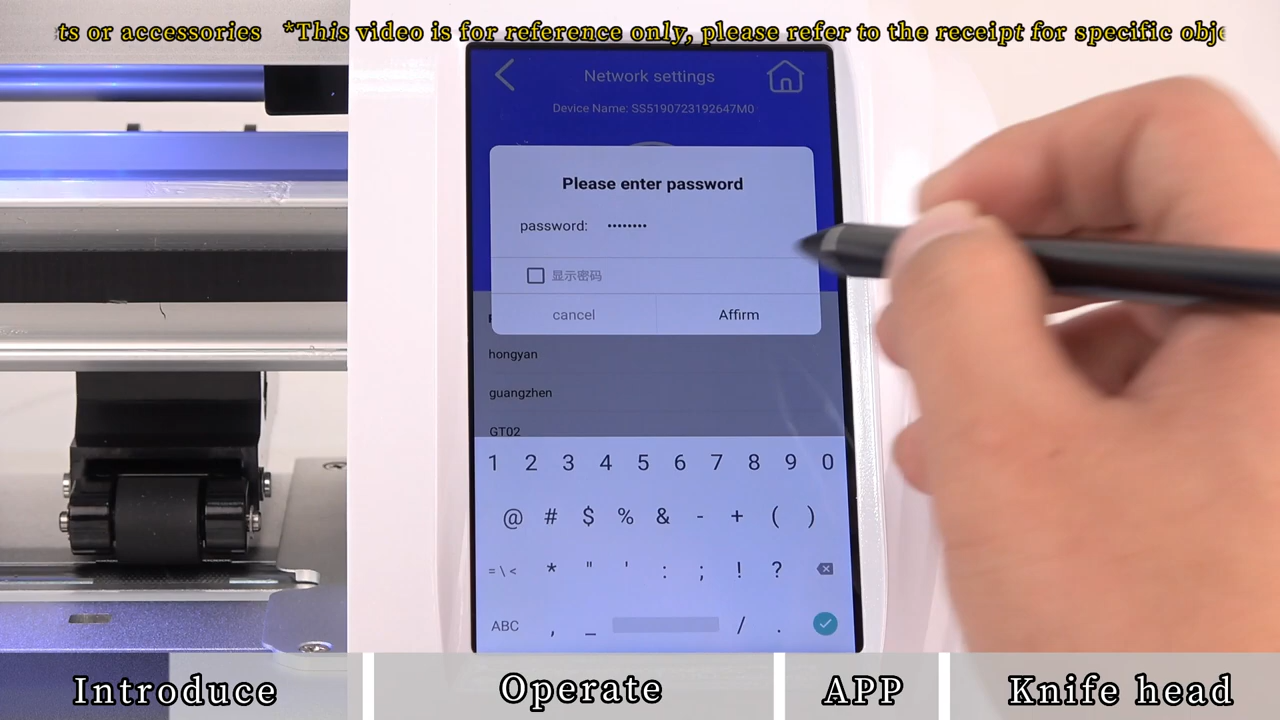 ts or accessories *This video is for reference only, please refer to the receipt for specific obje
Network settings
Device Name: SS5190723192647M0
Please enter password
password: ••••••••
显示密码
cancel Affirm
hongyan
guangzhen
GT02
1 2 3 4 5 6 7 8 9 0
@ # $ % & - + ( )
= \ < * " ' : ; ! ?
ABC , _ / .
Introduce Operate APP Knife head